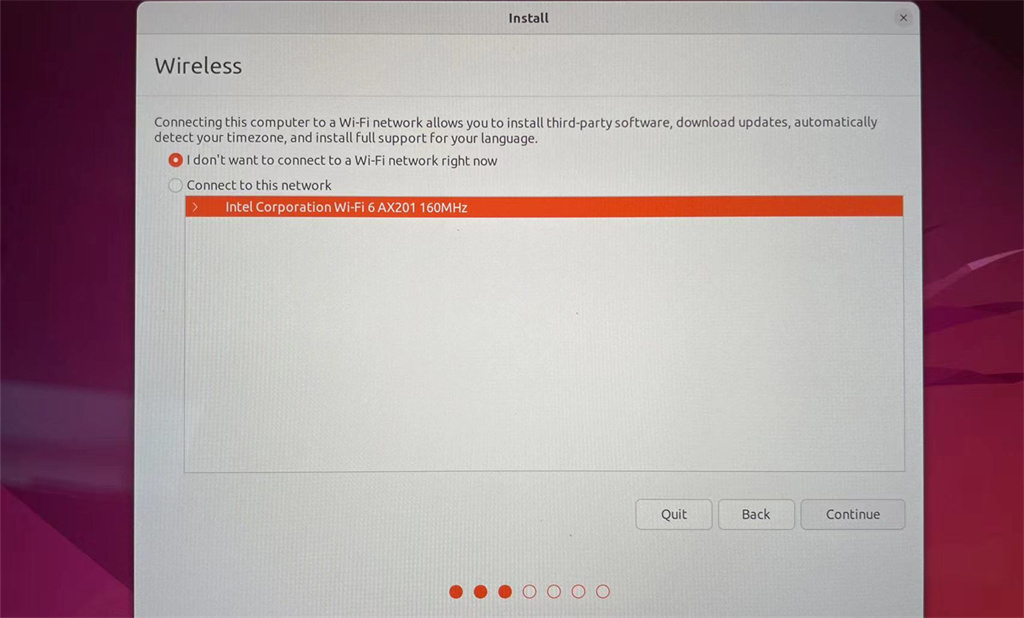 Install
Wireless
Connecting this computer to a Wi-Fi network allows you to install third-party software, download updates, automatically
detect your timezone, and install full support for your language.
I don't want to connect to a Wi-Fi network right now
Connect to this network
Intel Corporation Wi-Fi 6 AX201 160MHz
Quit Back Continue